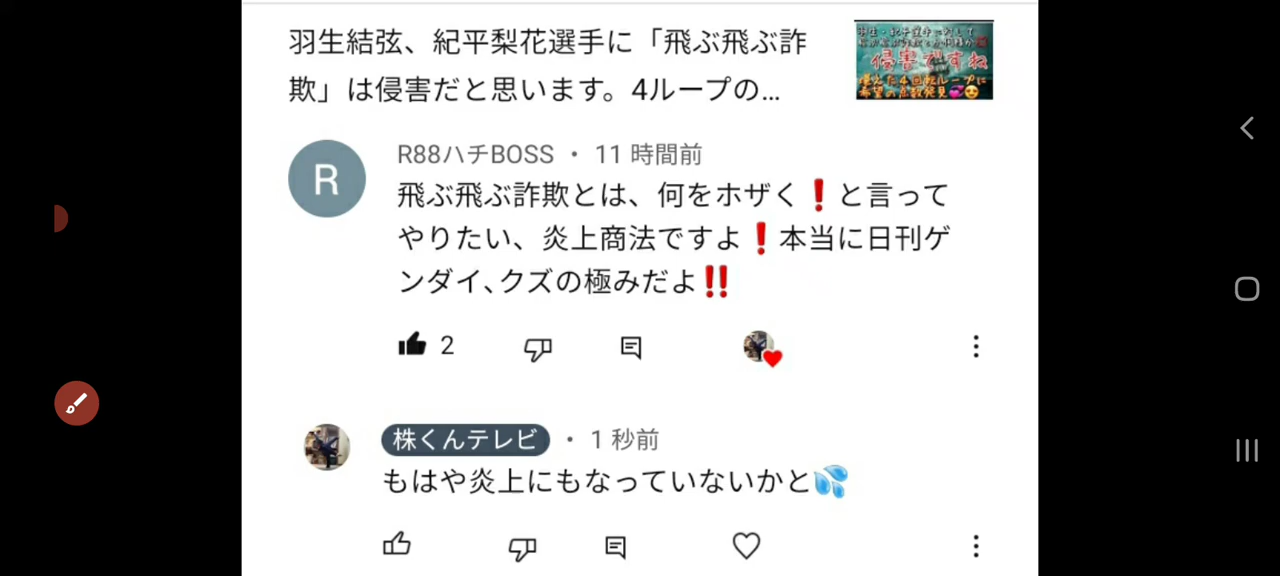 羽生結弦、紀平梨花選手に「飛ぶ飛ぶ詐
欺」は侵害だと思います。4ループの...
侵害ですね
R
R88ハチBOSS ・ 11 時間前
飛ぶ飛ぶ詐欺とは、何をホザく❗と言って
やりたい、炎上商法ですよ❗本当に日刊ゲ
ンダイ､クズの極みだよ‼️
2
株くんテレビ ・ 1 秒前
もはや炎上にもなっていないかと💦